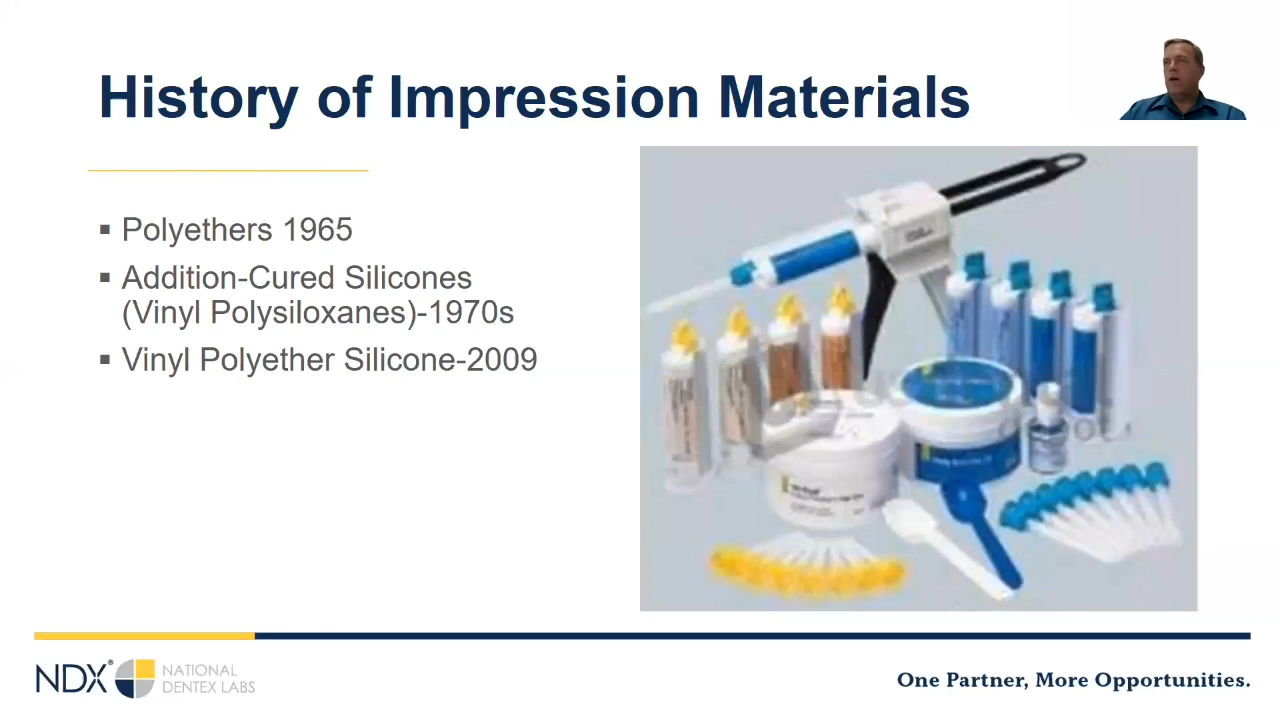 History of Impression Materials
▪ Polyethers 1965
▪ Addition-Cured Silicones
(Vinyl Polysiloxanes)-1970s
▪ Vinyl Polyether Silicone-2009
NDX®
NATIONAL
DENTEX LABS
One Partner, More Opportunities.